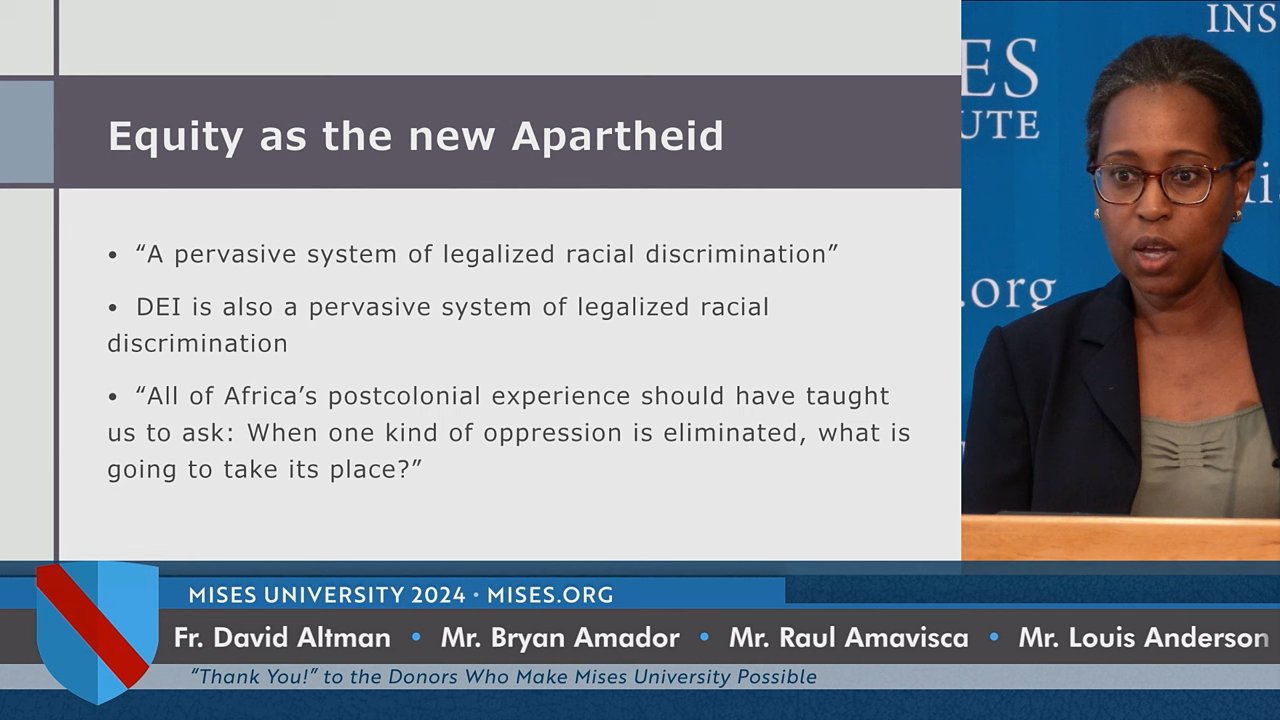 Equity as the new Apartheid
• “A pervasive system of legalized racial discrimination”
• DEI is also a pervasive system of legalized racial
discrimination
• “All of Africa’s postcolonial experience should have taught
us to ask: When one kind of oppression is eliminated, what is
going to take its place?”
INS
ES
UTE
.org
MISES UNIVERSITY 2024 • MISES.ORG
Fr. David Altman • Mr. Bryan Amador • Mr. Raul Amavisca • Mr. Louis Anderson
“Thank You!” to the Donors Who Make Mises University Possible